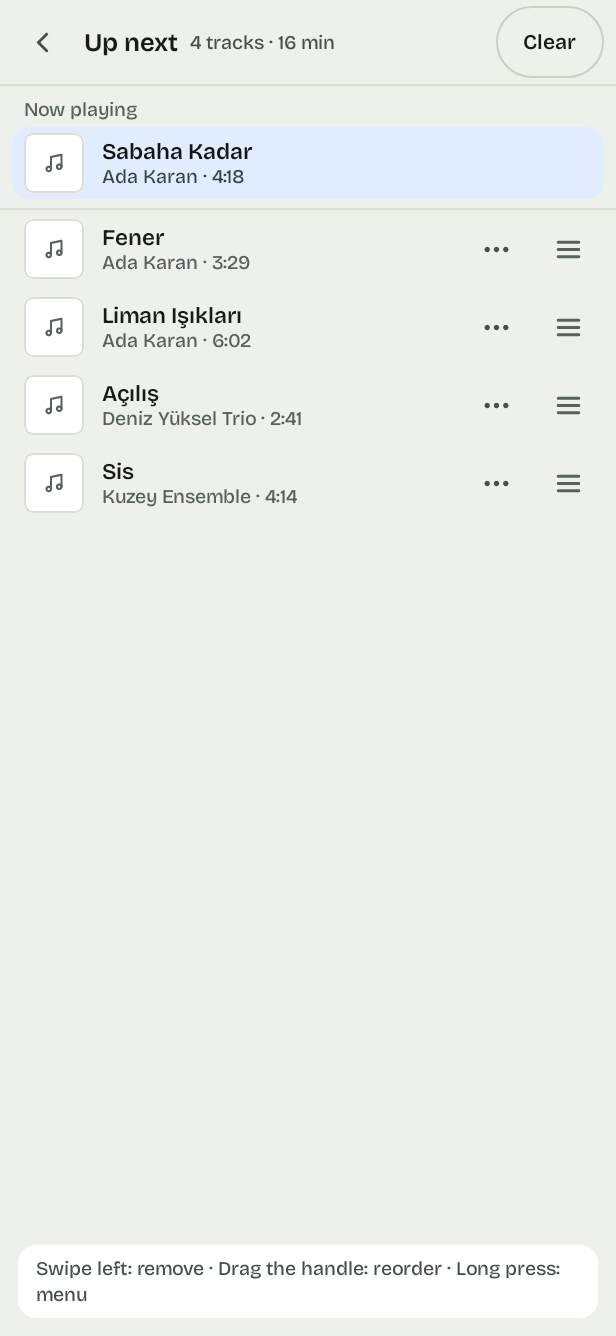 Up next 4 tracks · 16 min
Clear
Now playing
Sabaha Kadar
Ada Karan · 4:18
Fener
Ada Karan · 3:29
Liman Işıkları
Ada Karan · 6:02
Açılış
Deniz Yüksel Trio · 2:41
Sis
Kuzey Ensemble · 4:14
Swipe left: remove · Drag the handle: reorder · Long press:
menu